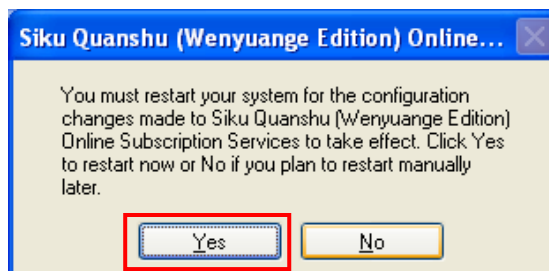 Siku Quanshu (Wenyuange Edition) Online...
You must restart your system for the configuration
changes made to Siku Quanshu (Wenyuange Edition)
Online Subscription Services to take effect. Click Yes
to restart now or No if you plan to restart manually
later.
Yes No